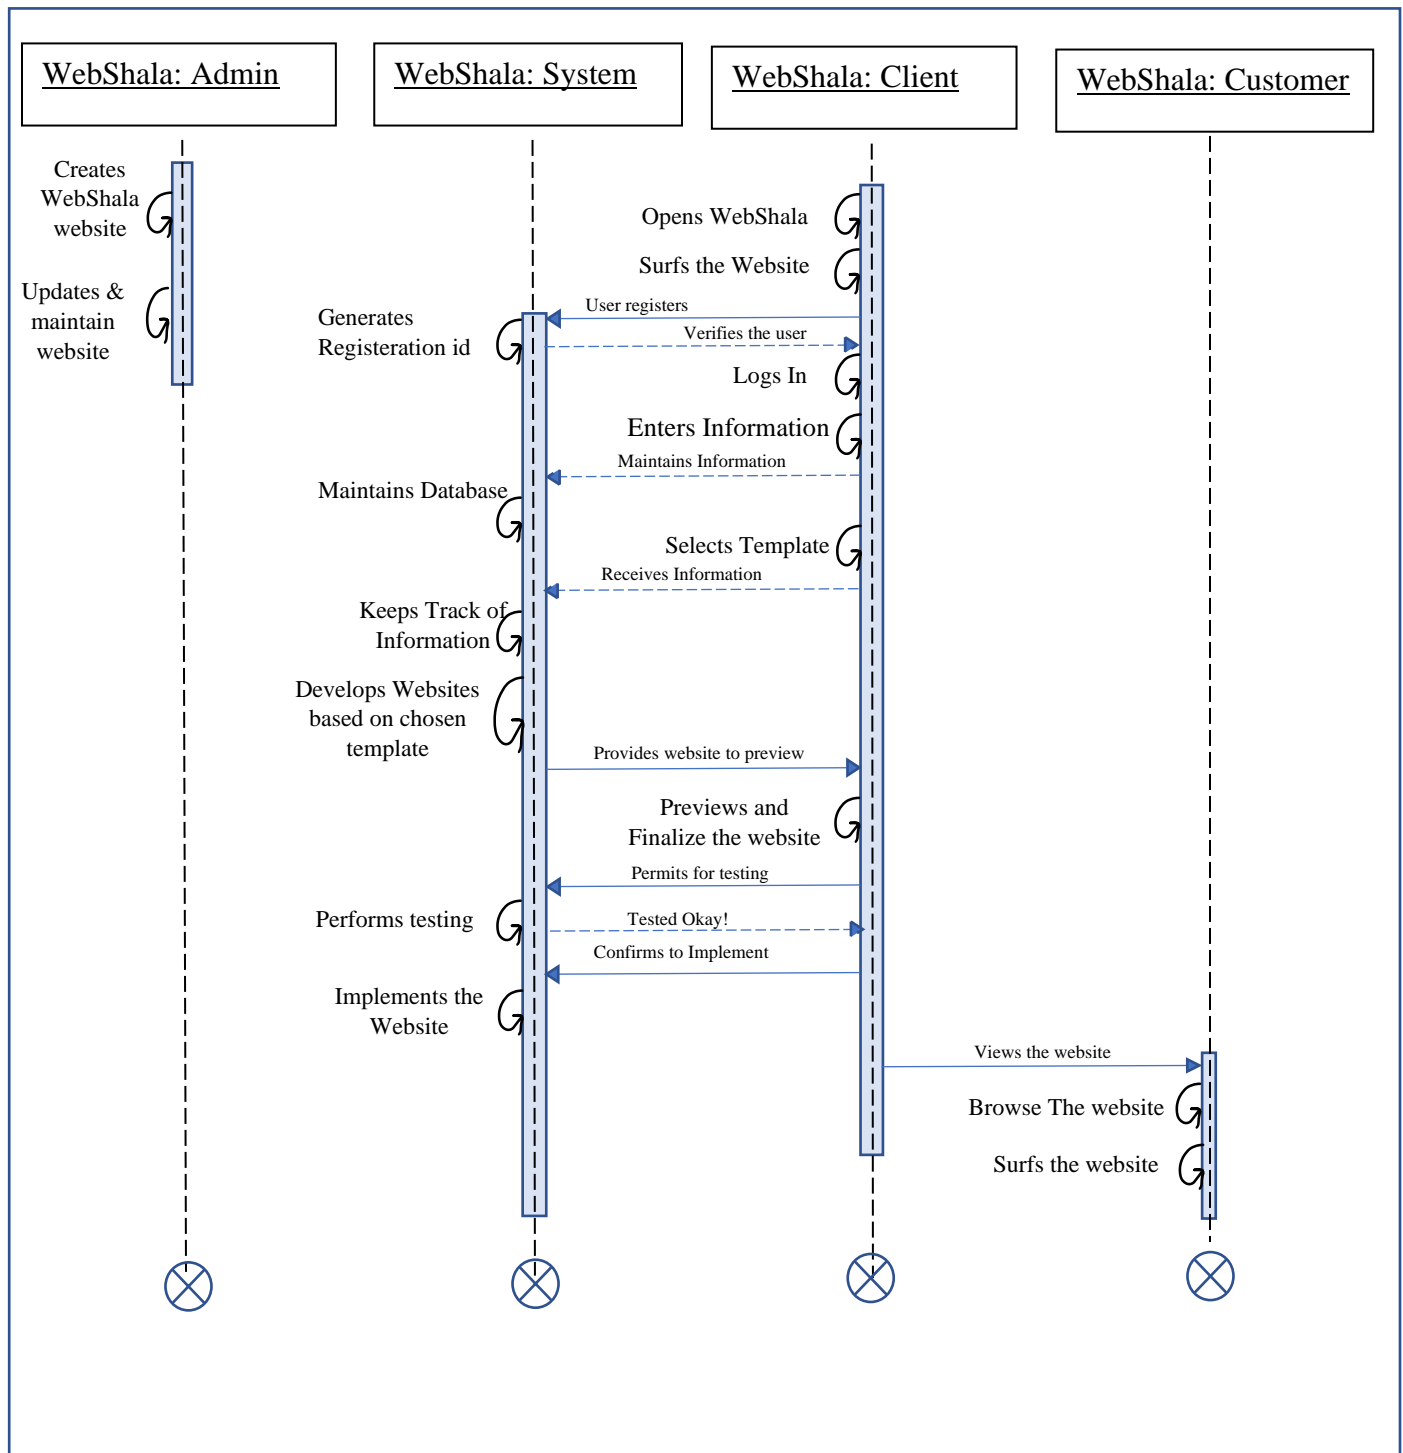 WebShala: Admin
WebShala: System
WebShala: Client
WebShala: Customer
Creates
WebShala
website
Opens WebShala
Surfs the Website
Updates &
maintain
website
User registers
Generates
Registeration id
Verifies the user
Logs In
Enters Information
Maintains Information
Maintains Database
Selects Template
Receives Information
Keeps Track of
Information
Develops Websites
based on chosen
template
Provides website to preview
Previews and
Finalize the website
Permits for testing
Performs testing
Tested Okay!
Confirms to Implement
Implements the
Website
Views the website
Browse The website
Surfs the website